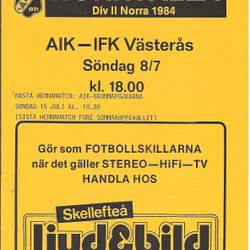 1921
Div II Norra 1984
AIK — IFK Västerås
Söndag 8/7
kl. 18.00
NÄSTA HEMMAMATCH: AIK-BROMMAPOJKARNA
SUNDAY 15 JULI KL. 18.00
(SISTA HEMMAMATCH FÖRE SOMMARUPPEHÅLLET)
Gör som FOTBOLLSKILLARNA
när det gäller STEREO—HiFi—TV
HANDLA HOS
Skellefteå
ljud&bild